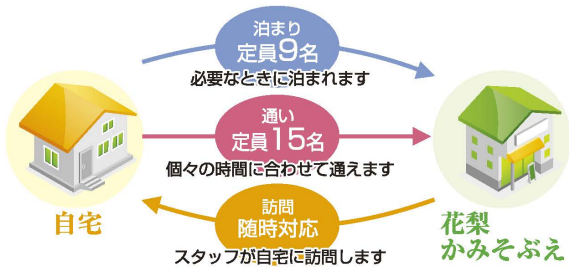 泊まり
定員9名
必要なときに泊まれます
通い
定員15名
個々の時間に合わせて通えます
訪問
随時対応
スタッフが自宅に訪問します
自宅
花梨
かみそぶえ